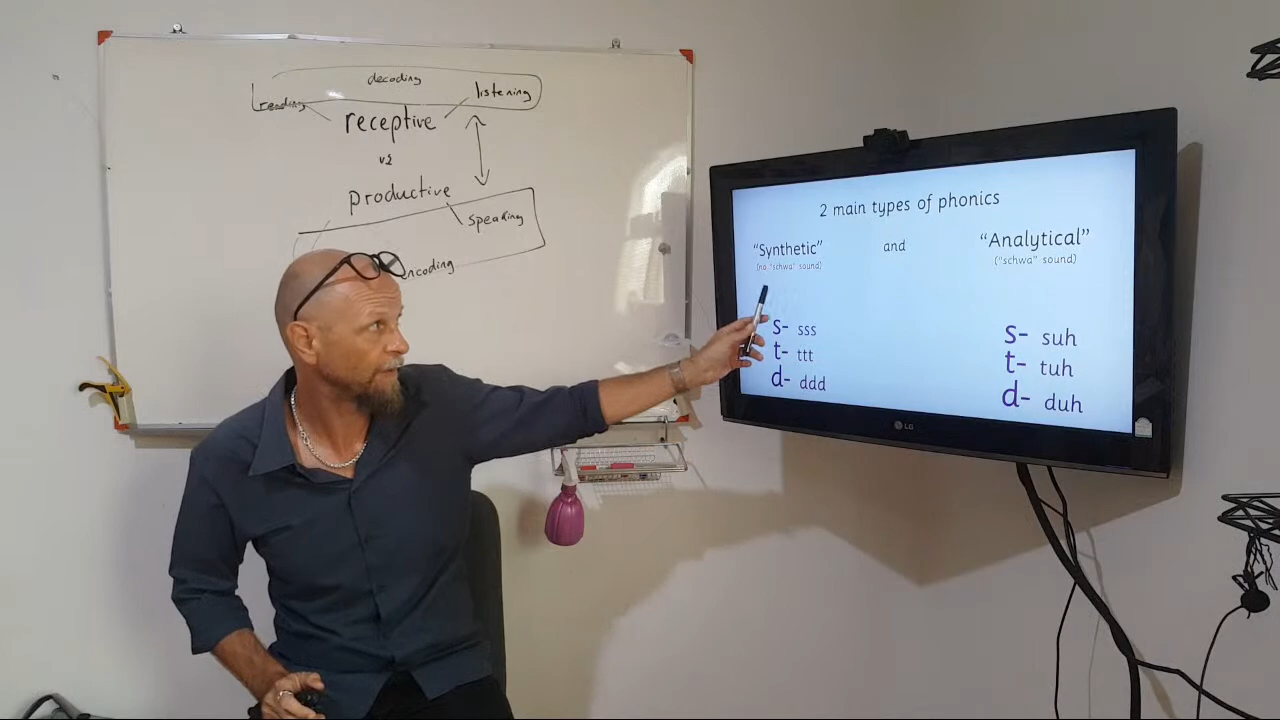 decoding
reading
listening
receptive
vs
productive
speaking
encoding
2 main types of phonics
"Synthetic" and "Analytical"
(no "schwa" sound) ("schwa" sound)
s- sss
t- ttt
d- ddd
s- suh
t- tuh
d- duh
LG